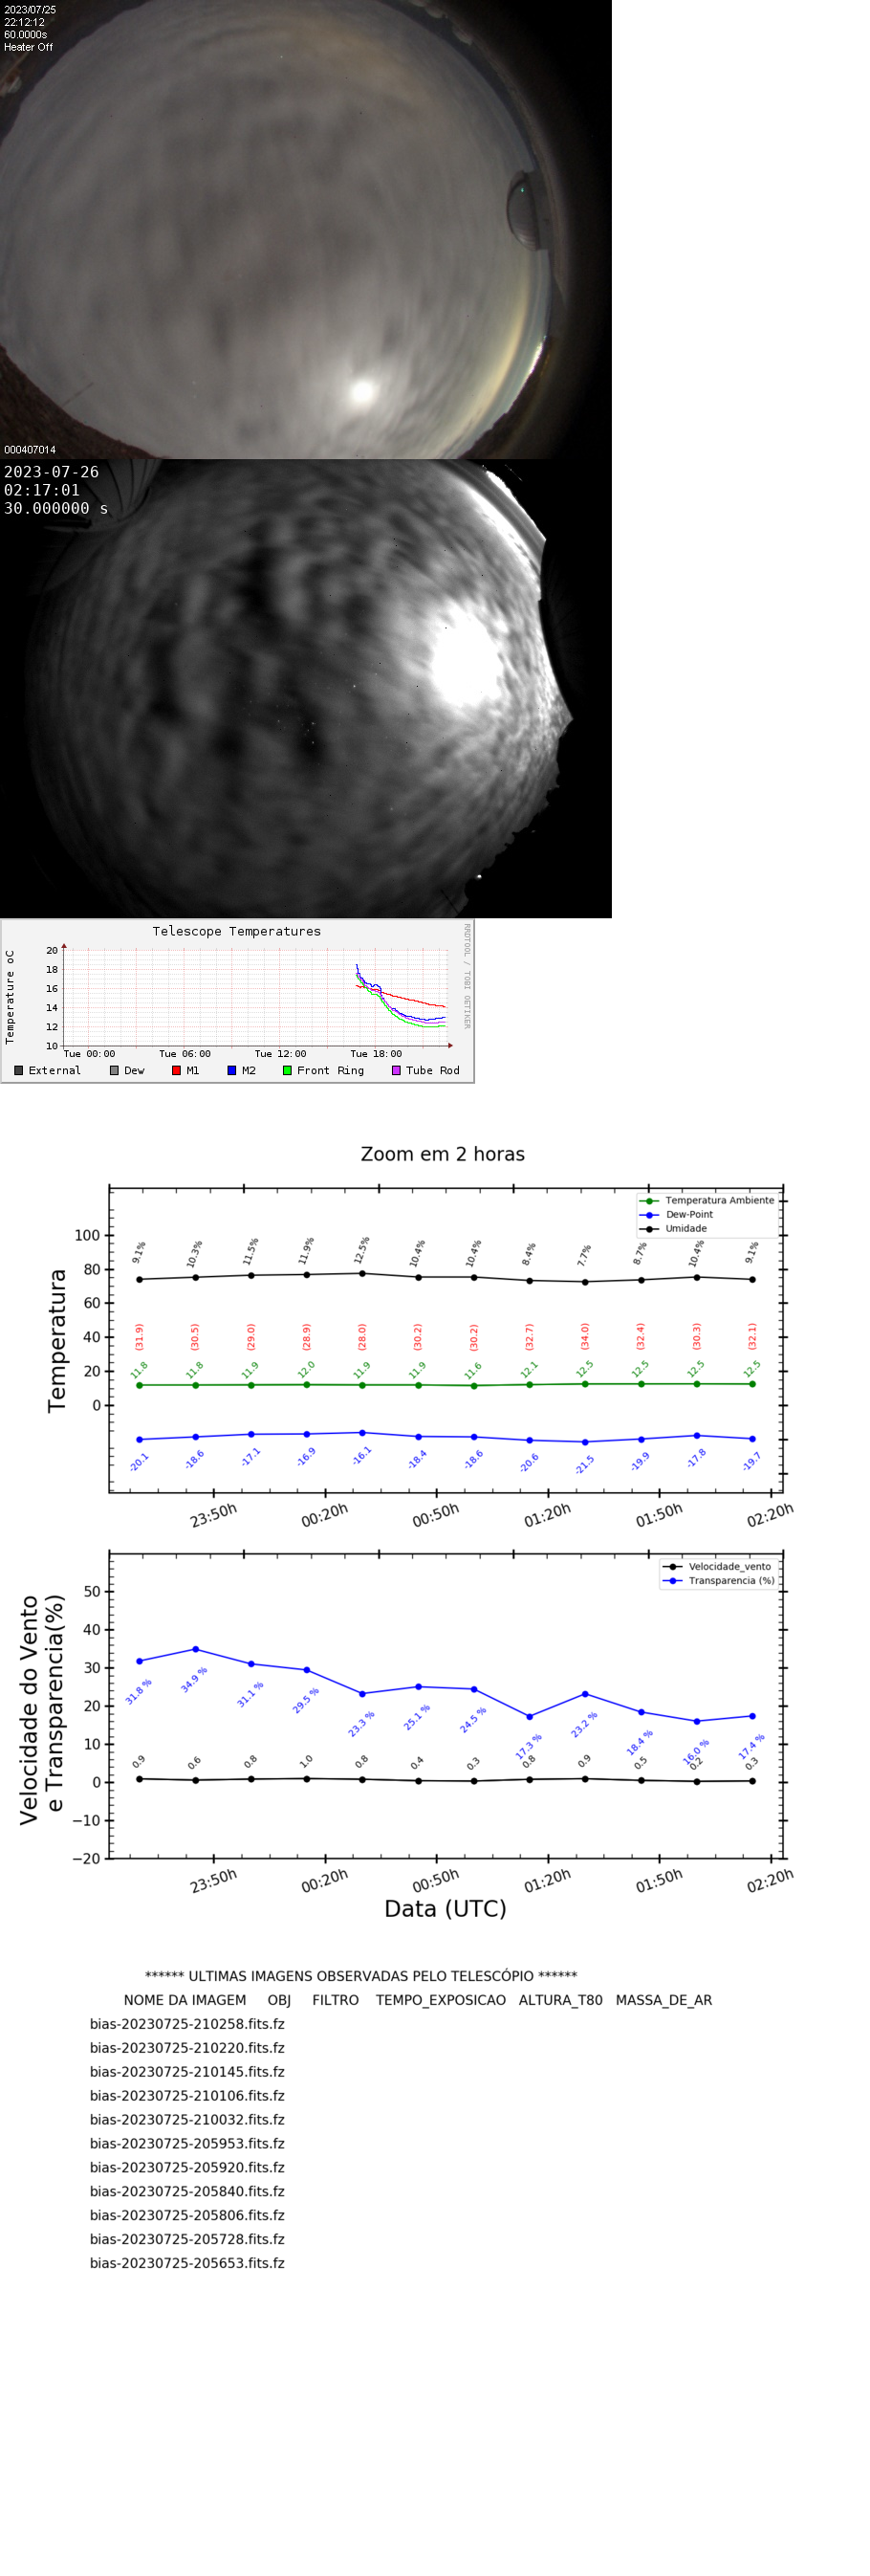 2023/07/25
22:12:12
60.0000s
Heater Off
000407014
2023-07-26
02:17:01
30.000000 s
Telescope Temperatures
RRDTOOL / TOBI OETIKER
Temperature oC
20
18
16
14
12
10
Tue 00:00 Tue 06:00 Tue 12:00 Tue 18:00
External Dew M1 M2 Front Ring Tube Rod
Zoom em 2 horas
Temperatura Ambiente
Dew-Point
Umidade
Temperatura
100
80
60
40
20
0
9.1% 10.3% 11.5% 11.9% 12.5% 10.4% 10.4% 8.4% 7.7% 8.7% 10.4% 9.1%
(31.9) (30.5) (29.0) (28.9) (28.0) (30.2) (30.2) (32.7) (34.0) (32.4) (30.3) (32.1)
11.8 11.8 11.9 12.0 11.9 11.9 11.6 12.1 12.5 12.5 12.5 12.5
-20.1 -18.6 -17.1 -16.9 -16.1 -18.4 -18.6 -20.6 -21.5 -19.9 -17.8 -19.7
23:50h 00:20h 00:50h 01:20h 01:50h 02:20h
Velocidade_vento
Transparencia (%)
Velocidade do Vento
e Transparencia(%)
50
40
30
20
10
0
−10
−20
31.8 % 34.9 % 31.1 % 29.5 % 23.3 % 25.1 % 24.5 % 17.3 % 23.2 % 18.4 % 16.0 % 17.4 %
0.9 0.6 0.8 1.0 0.8 0.4 0.3 0.8 0.9 0.5 0.2 0.3
23:50h 00:20h 00:50h 01:20h 01:50h 02:20h
Data (UTC)
****** ULTIMAS IMAGENS OBSERVADAS PELO TELESCÓPIO ******
NOME DA IMAGEM OBJ FILTRO TEMPO_EXPOSICAO ALTURA_T80 MASSA_DE_AR
bias-20230725-210258.fits.fz
bias-20230725-210220.fits.fz
bias-20230725-210145.fits.fz
bias-20230725-210106.fits.fz
bias-20230725-210032.fits.fz
bias-20230725-205953.fits.fz
bias-20230725-205920.fits.fz
bias-20230725-205840.fits.fz
bias-20230725-205806.fits.fz
bias-20230725-205728.fits.fz
bias-20230725-205653.fits.fz